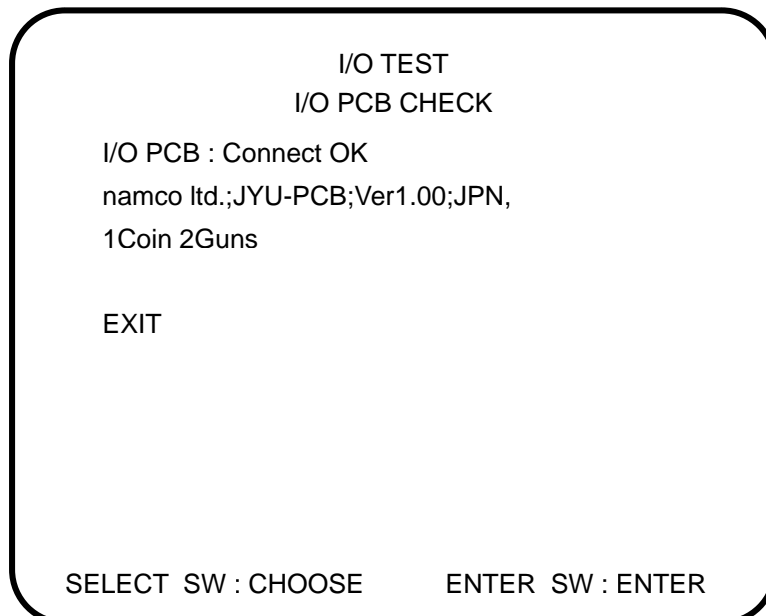 I/O TEST
I/O PCB CHECK
I/O PCB : Connect OK
namco ltd.;JYU-PCB;Ver1.00;JPN,
1Coin 2Guns
EXIT
SELECT SW : CHOOSE ENTER SW : ENTER